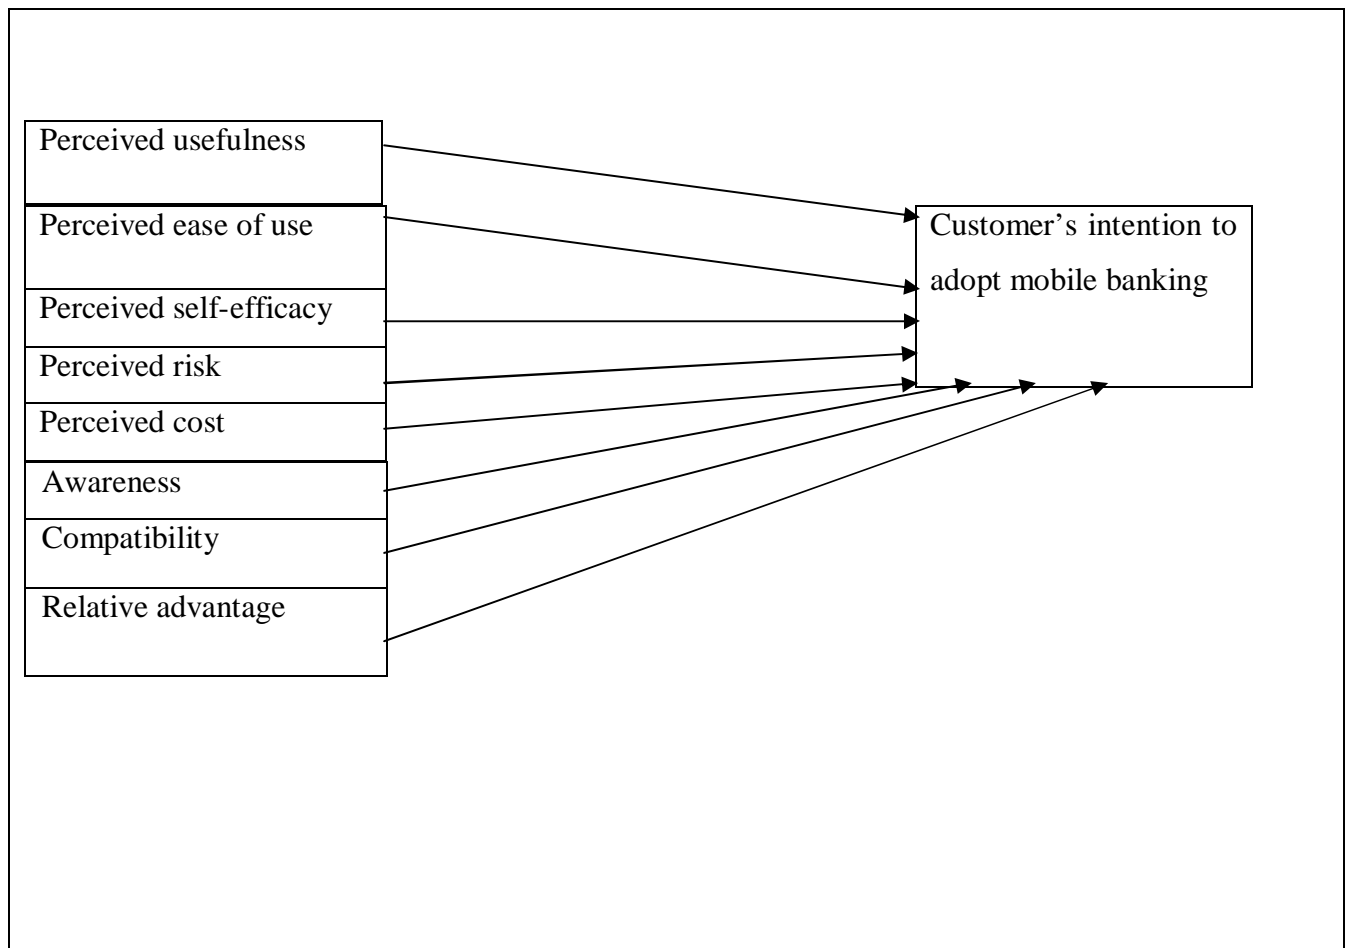 Perceived usefulness
Perceived ease of use
Perceived self-efficacy
Perceived risk
Perceived cost
Awareness
Compatibility
Relative advantage
Customer’s intention to
adopt mobile banking